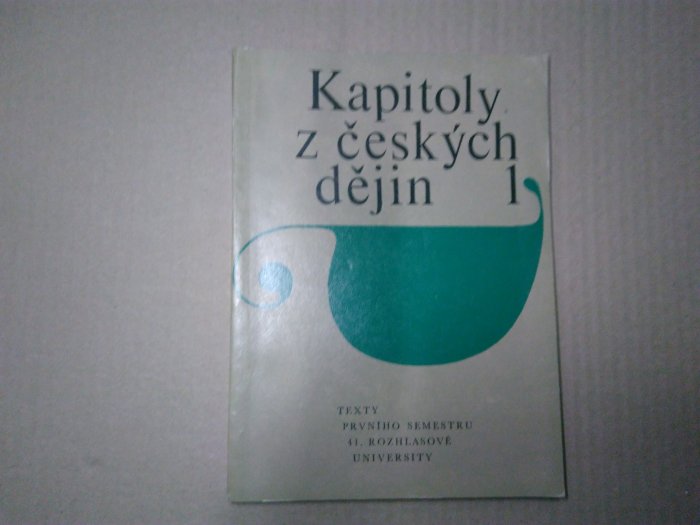 Kapitoly
z českých
dějin 1
TEXTY
PRVNÍHO SEMESTRU
41. ROZHLASOVÉ
UNIVERSITY